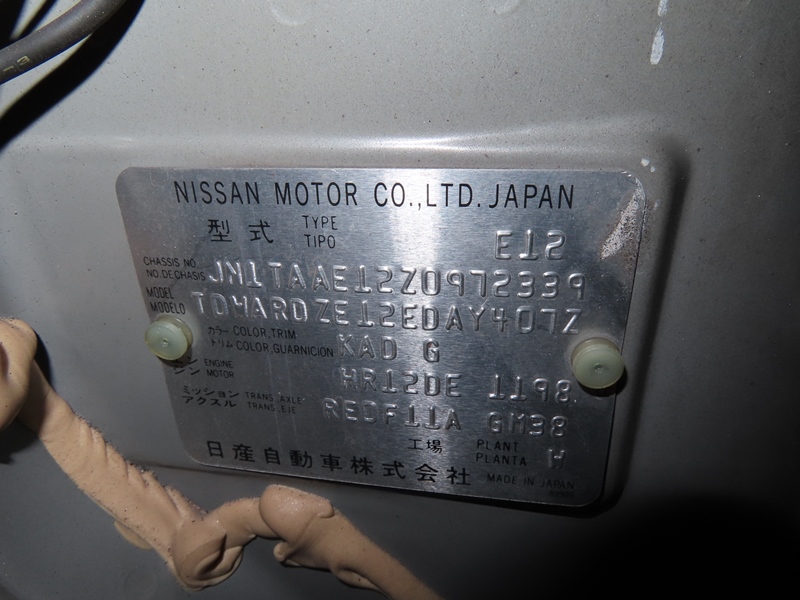 NISSAN MOTOR CO.,LTD. JAPAN
型式 TYPE TIPO E12
CHASSIS NO. NO.DE CHASIS JN1TAAE12Z0972339
MODEL MODELO TDWARDZE12EDAY407Z
カラー COLOR,TRIM
トリム COLOR,GUARNICION KAD G
エンジン ENGINE MOTOR HR12DE 1198
ミッション TRANS.,AXLE
アクスル TRANS.,EJE RE0F11A GM38
工場 PLANT PLANTA W
日産自動車株式会社 MADE IN JAPAN